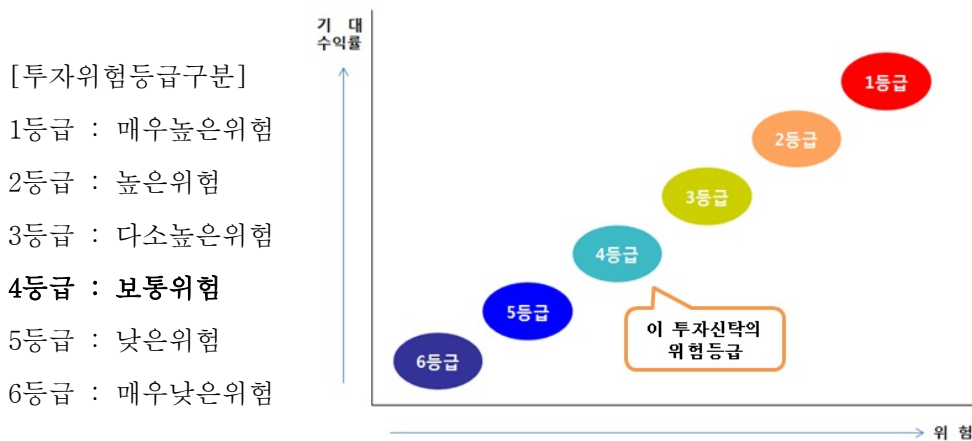 [투자위험등급구분]
1등급 : 매우높은위험
2등급 : 높은위험
3등급 : 다소높은위험
4등급 : 보통위험
5등급 : 낮은위험
6등급 : 매우낮은위험
기 대
수익률
1등급
2등급
3등급
4등급
5등급
6등급
이 투자신탁의
위험등급
위 험